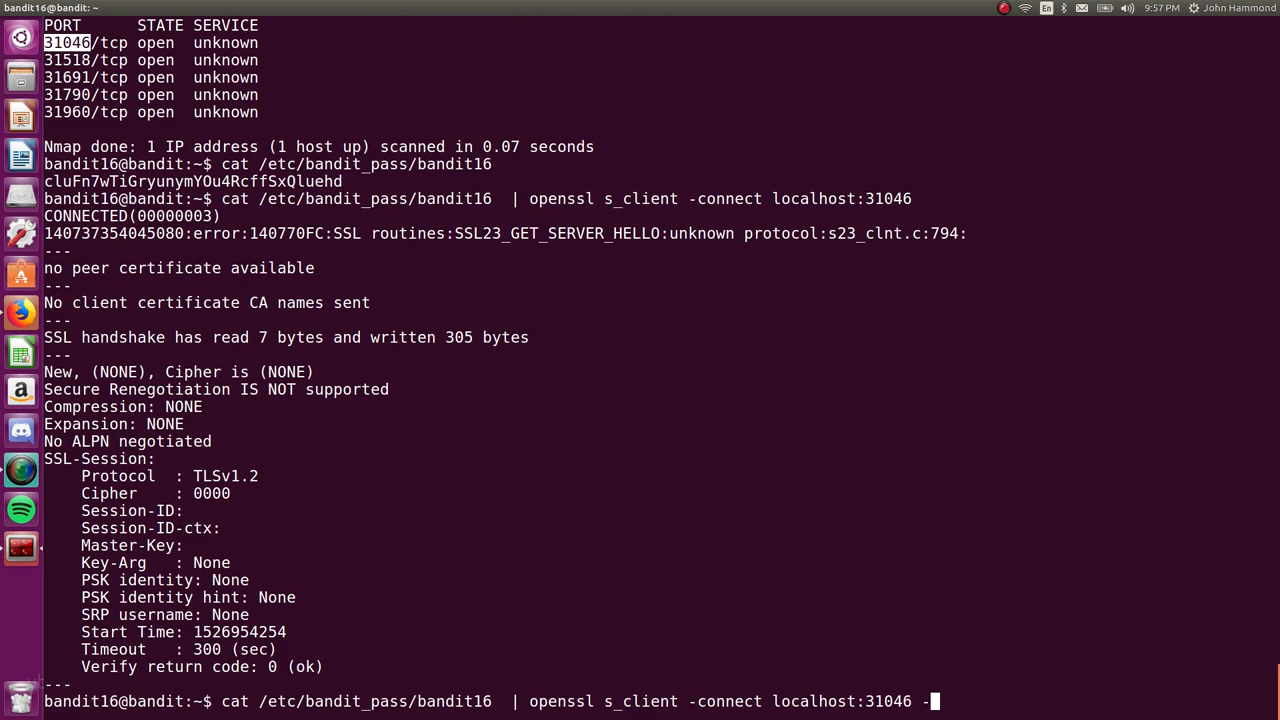 bandit16@bandit: ~
En
9:57 PM
John Hammond
PORT      STATE SERVICE
31046/tcp open  unknown
31518/tcp open  unknown
31691/tcp open  unknown
31790/tcp open  unknown
31960/tcp open  unknown
Nmap done: 1 IP address (1 host up) scanned in 0.07 seconds
bandit16@bandit:~$ cat /etc/bandit_pass/bandit16
cluFn7wTiGryunymYOu4RcffSxQluehd
bandit16@bandit:~$ cat /etc/bandit_pass/bandit16  | openssl s_client -connect localhost:31046
CONNECTED(00000003)
140737354045080:error:140770FC:SSL routines:SSL23_GET_SERVER_HELLO:unknown protocol:s23_clnt.c:794:
---
no peer certificate available
---
No client certificate CA names sent
---
SSL handshake has read 7 bytes and written 305 bytes
---
New, (NONE), Cipher is (NONE)
Secure Renegotiation IS NOT supported
Compression: NONE
Expansion: NONE
No ALPN negotiated
SSL-Session:
    Protocol  : TLSv1.2
    Cipher    : 0000
    Session-ID:
    Session-ID-ctx:
    Master-Key:
    Key-Arg   : None
    PSK identity: None
    PSK identity hint: None
    SRP username: None
    Start Time: 1526954254
    Timeout   : 300 (sec)
    Verify return code: 0 (ok)
---
bandit16@bandit:~$ cat /etc/bandit_pass/bandit16  | openssl s_client -connect localhost:31046 -